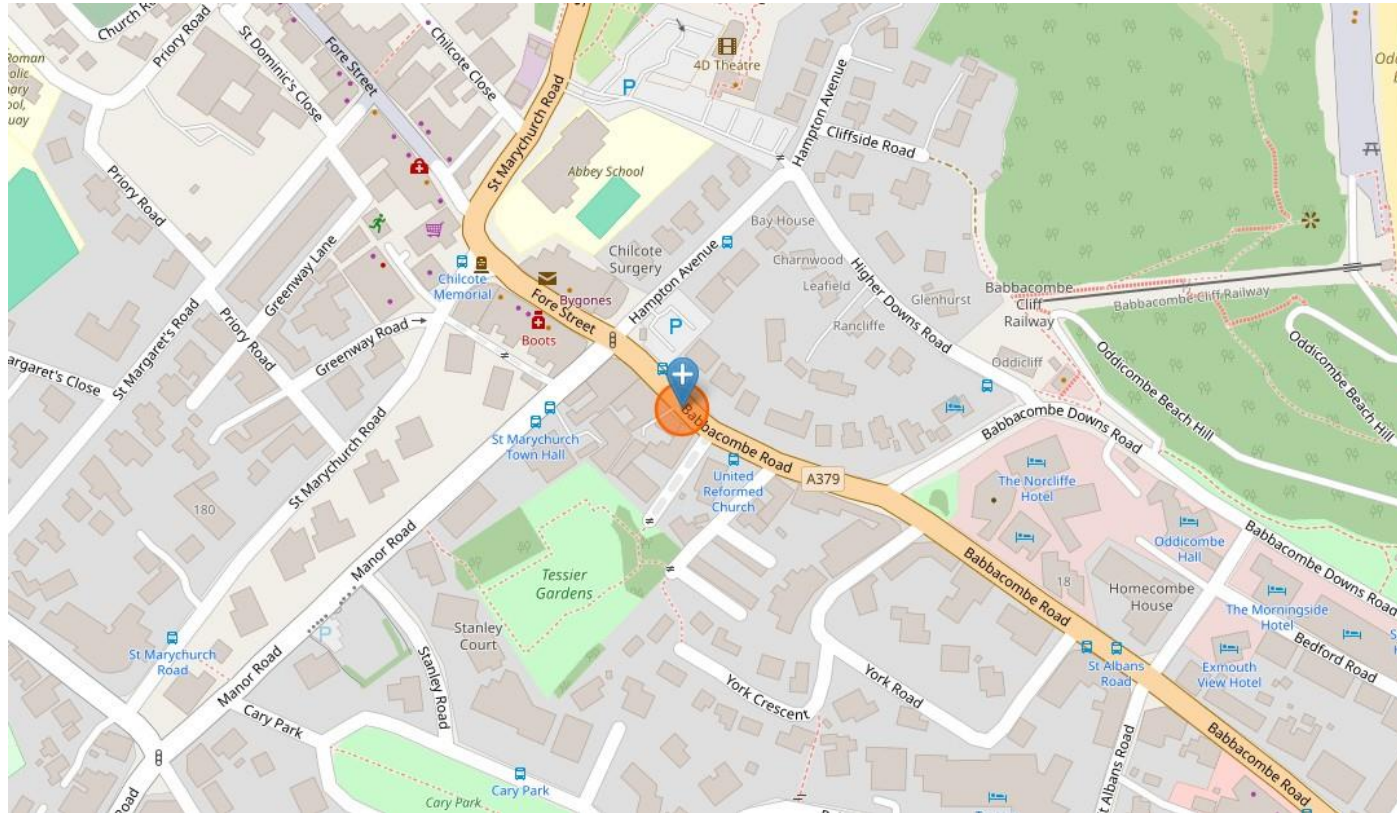 Church Road
Priory Road
St Dominic's Close
Fore Street
Chilcote Close
St Marychurch Road
4D Theatre
P
Hampton Avenue
Cliffside Road
Roman
Priory Road
Abbey School
Bay House
Charnwood
Leafield
Rancliffe
Glenhurst
Higher Downs Road
Chilcote
Surgery
Hampton Avenue
Greenway Lane
Chilcote
Memorial
Bygones
Fore Street
Boots
P
Babbacombe
Cliff
Railway
Babbacombe Cliff Railway
Oddicliff
Oddicombe Beach Hill
Oddicombe Beach Hill
Priory Road
St Margaret's Road
argaret's Close
Greenway Road
St Marychurch Road
St Marychurch
Town Hall
Babbacombe Road
United
Reformed
Church
A379
Babbacombe Downs Road
The Norcliffe
Hotel
Oddicombe
Hall
Babbacombe Downs Road
180
Manor Road
Tessier
Gardens
Babbacombe Road
18
Homecombe
House
The Morningside
Hotel
Bedford Road
Stanley
Court
Stanley Road
St Marychurch
Road
P
Manor Road
York Crescent
York Road
St Albans
Road
Exmouth
View Hotel
Babbacombe Road
Cary Park
Cary Park
Cary Park
t Albans Road
Road